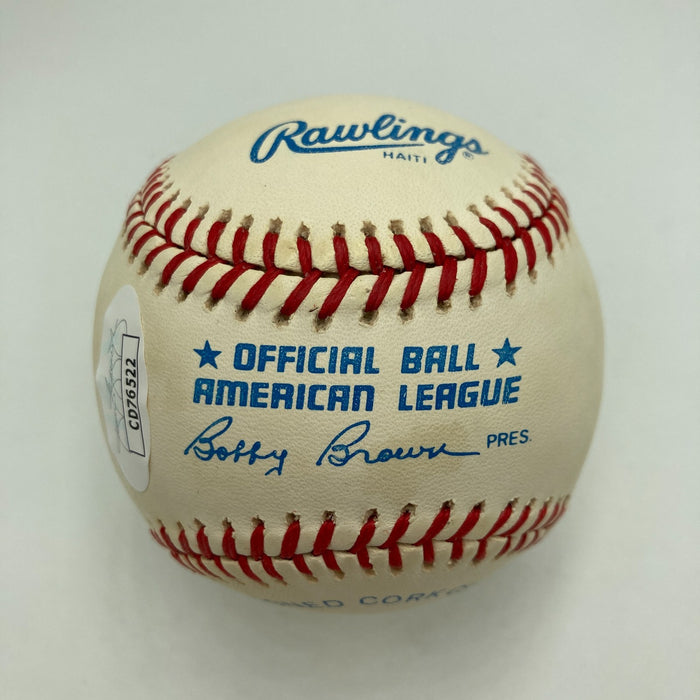 Rawlings®
HAITI
★ OFFICIAL BALL ★
AMERICAN LEAGUE
Bobby Brown PRES.
CD76522